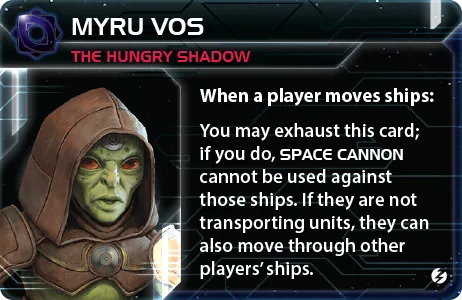 MYRU VOS
THE HUNGRY SHADOW
When a player moves ships:
You may exhaust this card;
if you do, SPACE CANNON
cannot be used against
those ships. If they are not
transporting units, they can
also move through other
players' ships.